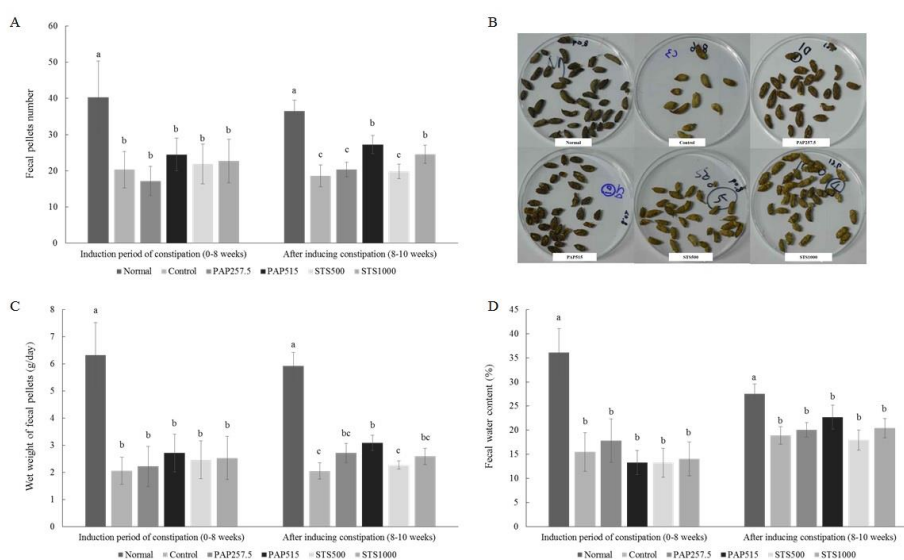 A
Fecal pellets number
60
50
40
30
20
10
0
a
b
b
b
b
b
a
c
c
b
c
b
Induction period of constipation (0-8 weeks)
After inducing constipation (8-10 weeks)
Normal Control PAP257.5 PAP515 STS500 STS1000
B
Normal
Control
PAP257.5
PAP515
STS500
STS1000
C
Wet weight of fecal pellets (g/day)
8
7
6
5
4
3
2
1
0
a
b
b
b
b
b
a
c
bc
b
c
bc
Induction period of constipation (0-8 weeks)
After inducing constipation (8-10 weeks)
Normal Control PAP257.5 PAP515 STS500 STS1000
D
Fecal water content (%)
45
40
35
30
25
20
15
10
5
0
a
b
b
b
b
b
a
b
b
b
b
b
Induction period of constipation (0-8 weeks)
After inducing constipation (8-10 weeks)
Normal Control PAP257.5 PAP515 STS500 STS1000